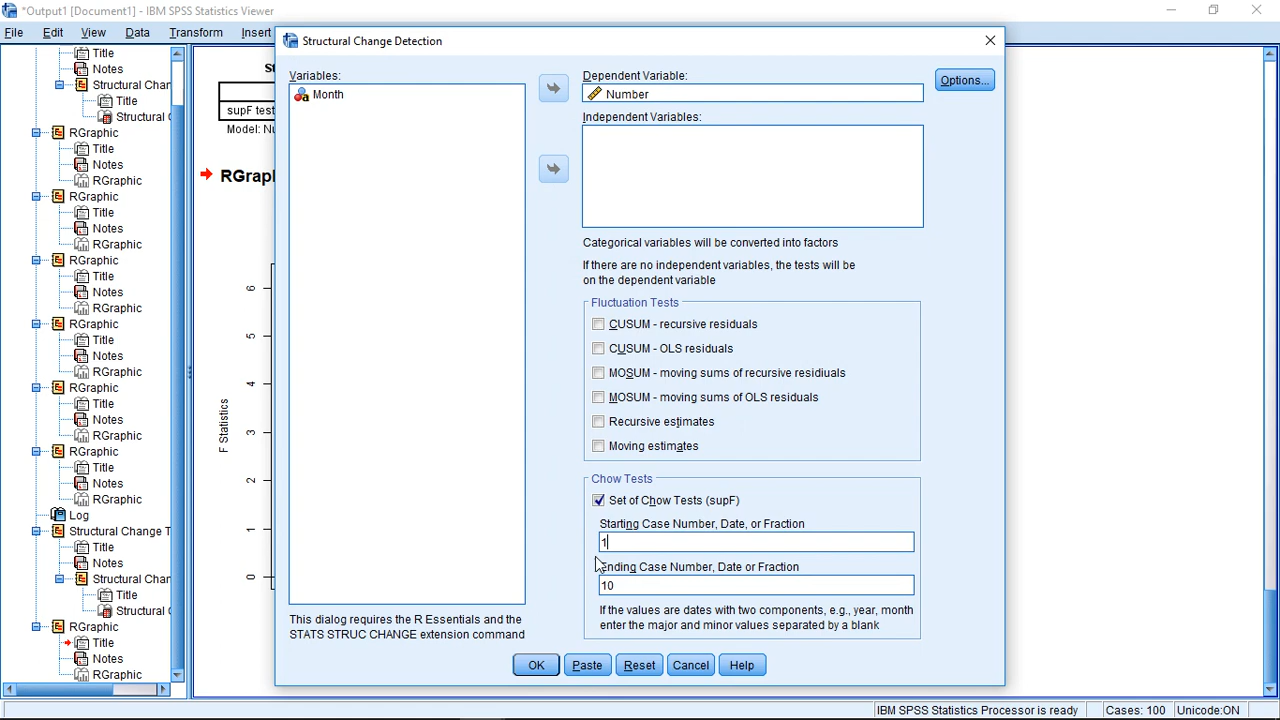 *Output1 [Document1] - IBM SPSS Statistics Viewer
File Edit View Data Transform Insert
Title
Notes
Structural Char
Title
Structural C
RGraphic
Title
Notes
RGraphic
RGraphic
Title
Notes
RGraphic
RGraphic
Title
Notes
RGraphic
RGraphic
Title
Notes
RGraphic
RGraphic
Title
Notes
RGraphic
RGraphic
Title
Notes
RGraphic
Log
Structural Change T
Title
Notes
Structural Char
Structural C
RGraphic
Title
Notes
RGraphic
St
supF test
Model: Nu
RGrapl
F Statistics
6
5
4
3
2
1
0
Structural Change Detection
Variables:
Month
This dialog requires the R Essentials and the
STATS STRUC CHANGE extension command
Dependent Variable:
Number
Options...
Independent Variables:
Categorical variables will be converted into factors
If there are no independent variables, the tests will be
on the dependent variable
Fluctuation Tests
CUSUM - recursive residuals
CUSUM - OLS residuals
MOSUM - moving sums of recursive residiuals
MOSUM - moving sums of OLS residuals
Recursive estimates
Moving estimates
Chow Tests
Set of Chow Tests (supF)
Starting Case Number, Date, or Fraction
1
Ending Case Number, Date or Fraction
10
If the values are dates with two components, e.g., year, month
enter the major and minor values separated by a blank
OK Paste Reset Cancel Help
IBM SPSS Statistics Processor is ready Cases: 100 Unicode:ON